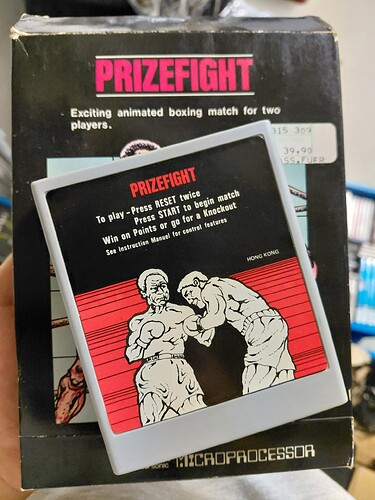 PRIZEFIGHT
Exciting animated boxing match for two
players.
39.90
PRIZEFIGHT
To play-Press RESET twice
Press START to begin match
Win on Points or go for a Knockout
See Instruction Manual for control features
HONG KONG
SONIC MICROPROCESSOR